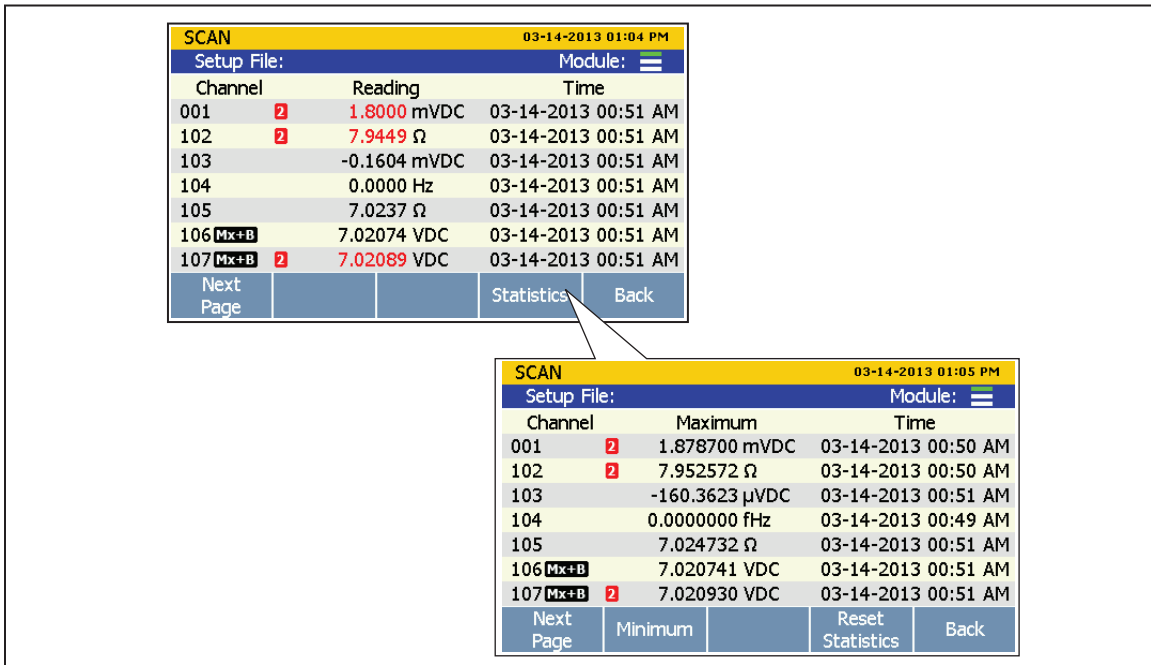 SCAN 03-14-2013 01:04 PM
Setup File: Module:
Channel Reading Time
001 2 1.8000 mVDC 03-14-2013 00:51 AM
102 2 7.9449 Ω 03-14-2013 00:51 AM
103 -0.1604 mVDC 03-14-2013 00:51 AM
104 0.0000 Hz 03-14-2013 00:51 AM
105 7.0237 Ω 03-14-2013 00:51 AM
106 Mx+B 7.02074 VDC 03-14-2013 00:51 AM
107 Mx+B 2 7.02089 VDC 03-14-2013 00:51 AM
Next Page Statistics Back
SCAN 03-14-2013 01:05 PM
Setup File: Module:
Channel Maximum Time
001 2 1.878700 mVDC 03-14-2013 00:50 AM
102 2 7.952572 Ω 03-14-2013 00:50 AM
103 -160.3623 µVDC 03-14-2013 00:51 AM
104 0.0000000 fHz 03-14-2013 00:49 AM
105 7.024732 Ω 03-14-2013 00:51 AM
106 Mx+B 7.020741 VDC 03-14-2013 00:51 AM
107 Mx+B 2 7.020930 VDC 03-14-2013 00:51 AM
Next Page Minimum Reset Statistics Back